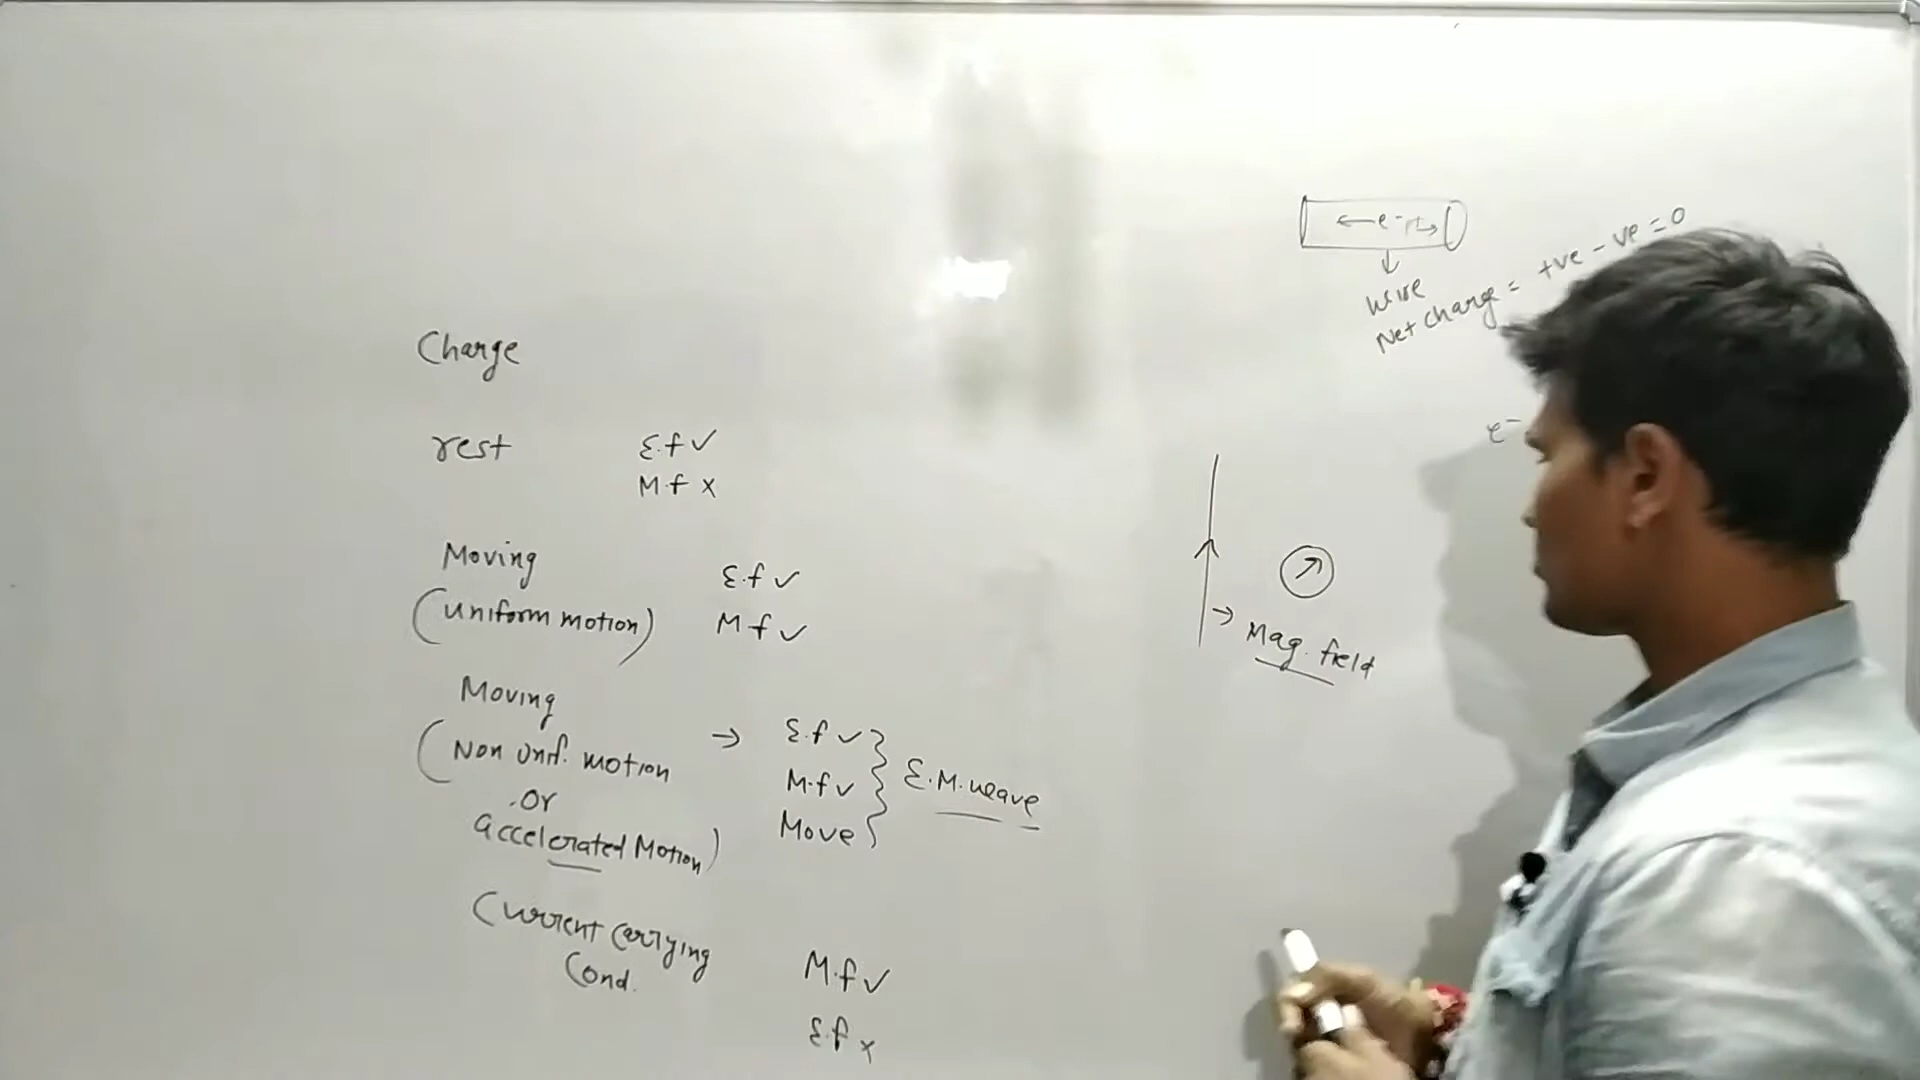 Charge
rest
E.f ✓
M.f x
Moving
(uniform motion)
E.f ✓
M f ✓
Moving
(Non unif. motion
or
accelerated Motion)
→ E.f ✓
M.f ✓
Move
E.M. wave
Current Carrying
Cond.
M.f ✓
E.f x
← e⁻ →
wire
Net charge = +ve - ve = 0
e⁻
→ Mag. field